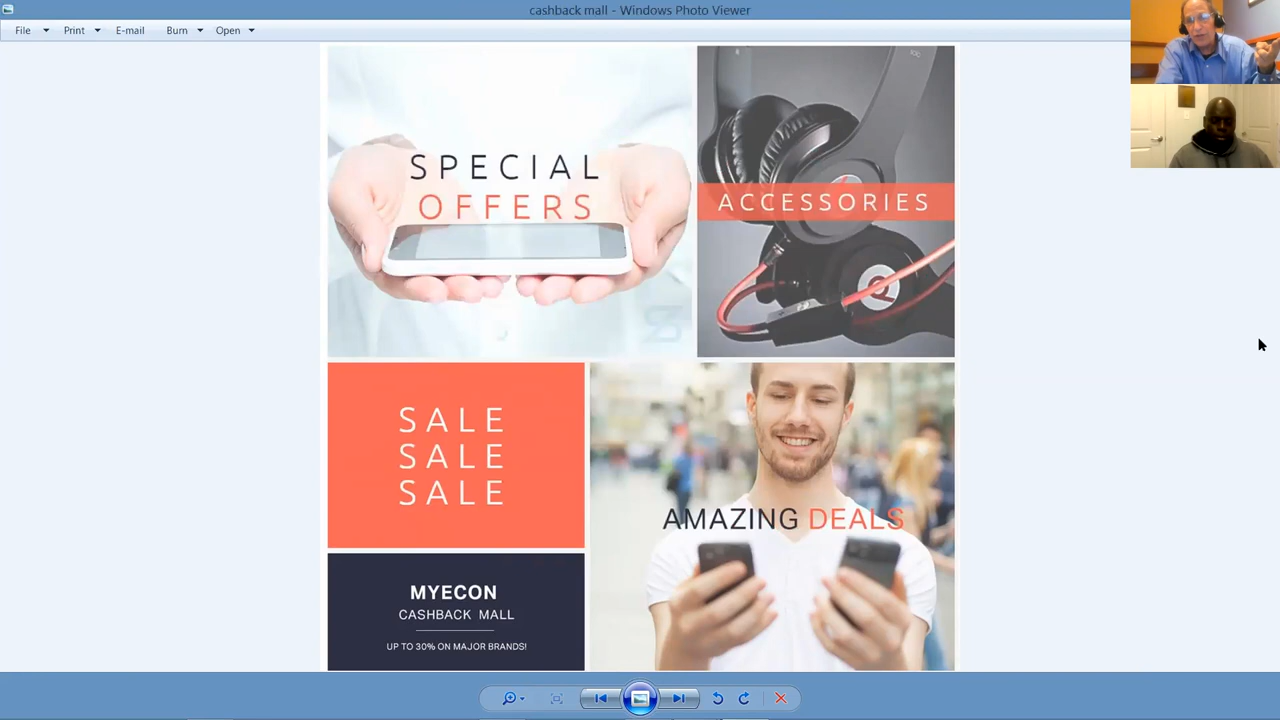 cashback mall - Windows Photo Viewer
File Print E-mail Burn Open
SPECIAL
OFFERS
ACCESSORIES
SALE
SALE
SALE
AMAZING DEALS
MYECON
CASHBACK MALL
UP TO 30% ON MAJOR BRANDS!